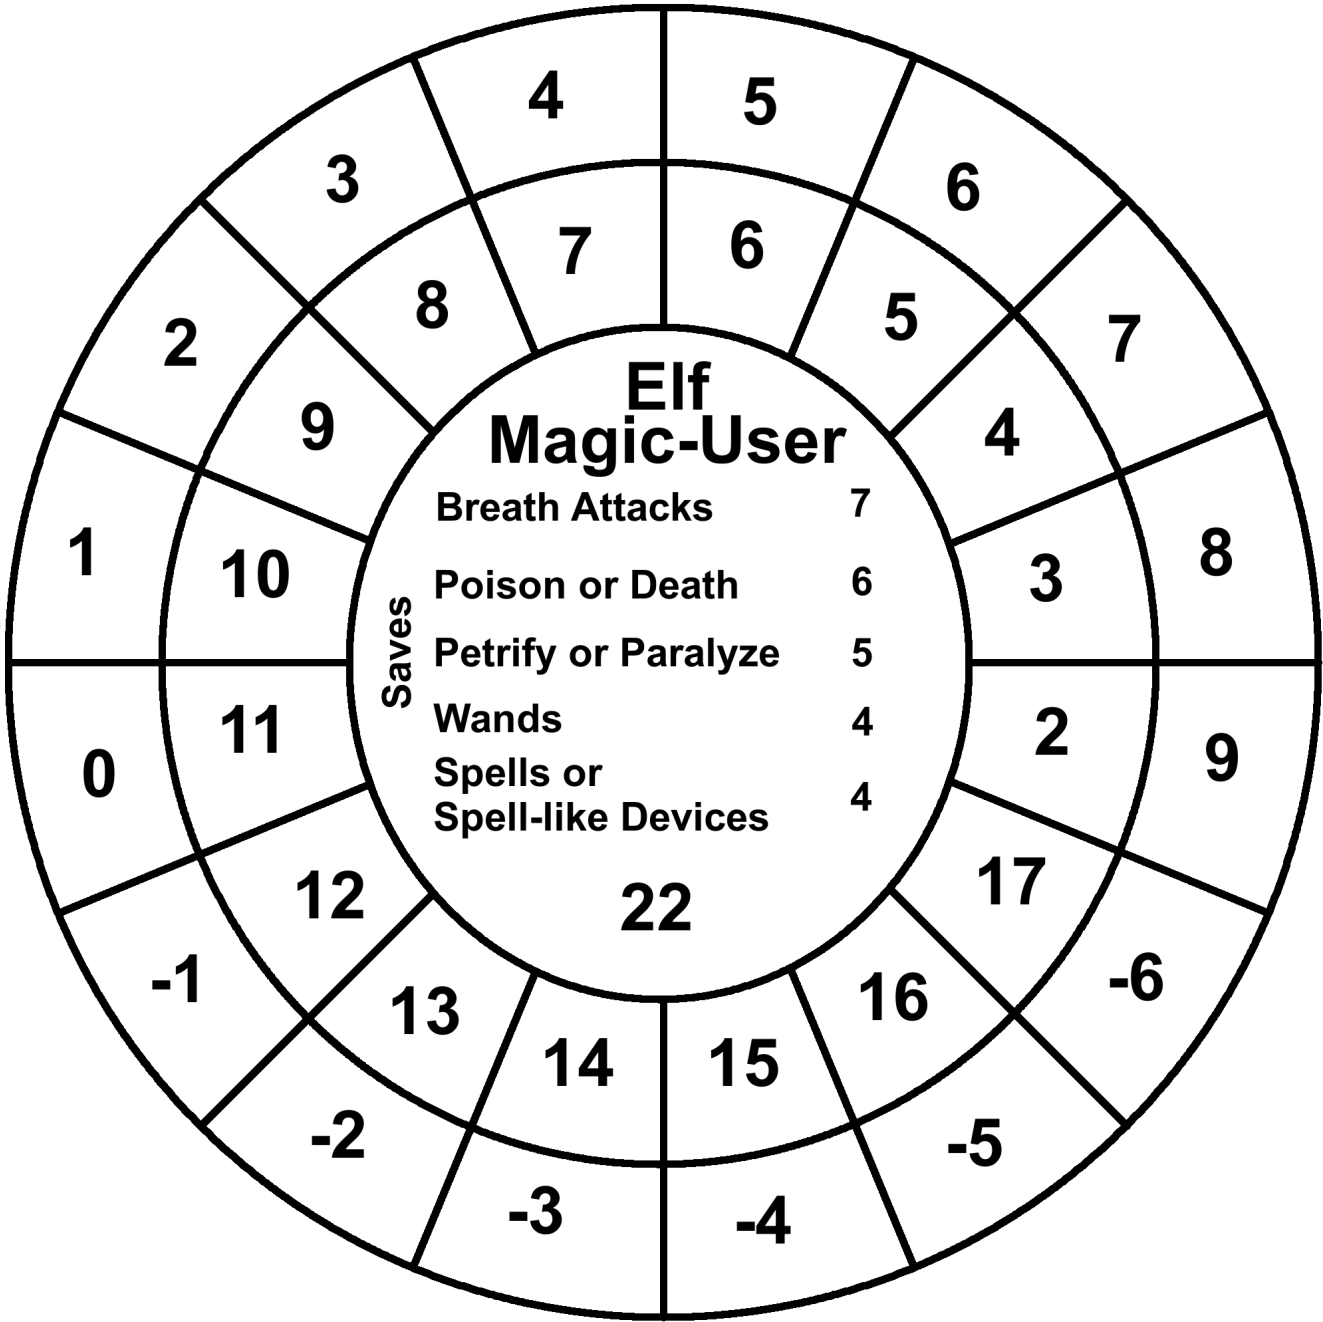 4 5
3 6
7 6
2 8 5 7
9 4
Elf
Magic-User
Breath Attacks 7
1 10 3 8
Saves
Poison or Death 6
Petrify or Paralyze 5
Wands 4
0 11 2 9
Spells or
Spell-like Devices 4
12 22 17
-1 13 16 -6
14 15
-2 -5
-3 -4